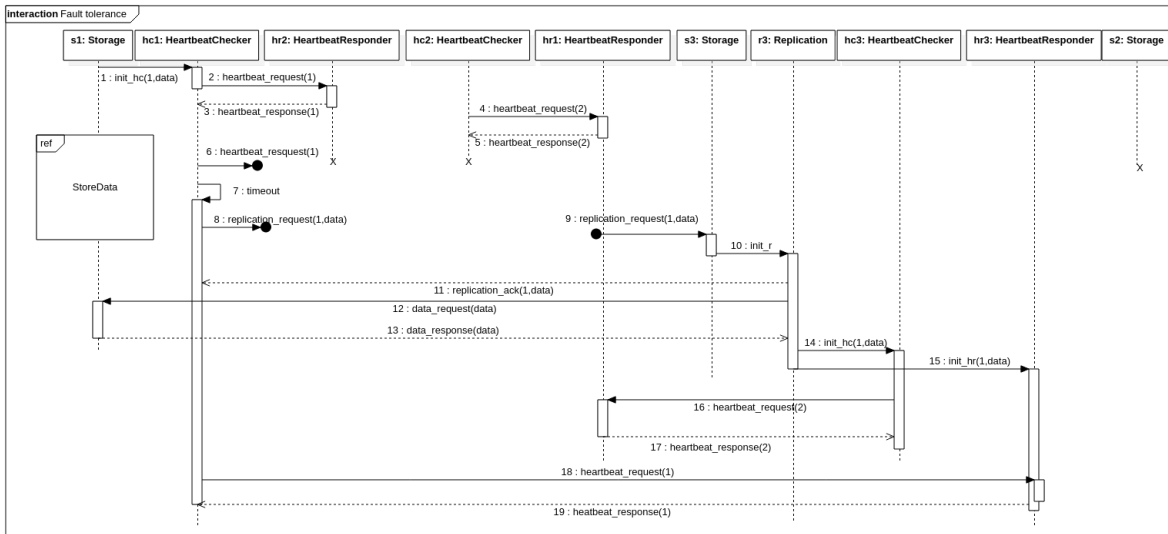 interaction Fault tolerance
s1: Storage
hc1: HeartbeatChecker
hr2: HeartbeatResponder
hc2: HeartbeatChecker
hr1: HeartbeatResponder
s3: Storage
r3: Replication
hc3: HeartbeatChecker
hr3: HeartbeatResponder
s2: Storage
1 : init_hc(1,data)
2 : heartbeat_request(1)
3 : heartbeat_response(1)
4 : heartbeat_request(2)
5 : heartbeat_response(2)
ref
StoreData
6 : heartbeat_resquest(1)
X
X
X
7 : timeout
8 : replication_request(1,data)
9 : replication_request(1,data)
10 : init_r
11 : replication_ack(1,data)
12 : data_request(data)
13 : data_response(data)
14 : init_hc(1,data)
15 : init_hr(1,data)
16 : heartbeat_request(2)
17 : heartbeat_response(2)
18 : heartbeat_request(1)
19 : heatbeat_response(1)